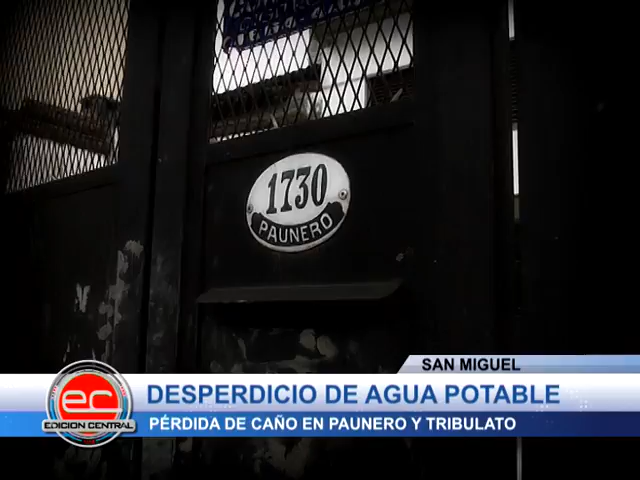 1730
PAUNERO
SAN MIGUEL
DESPERDICIO DE AGUA POTABLE
PÉRDIDA DE CAÑO EN PAUNERO Y TRIBULATO
ec
EDICION CENTRAL